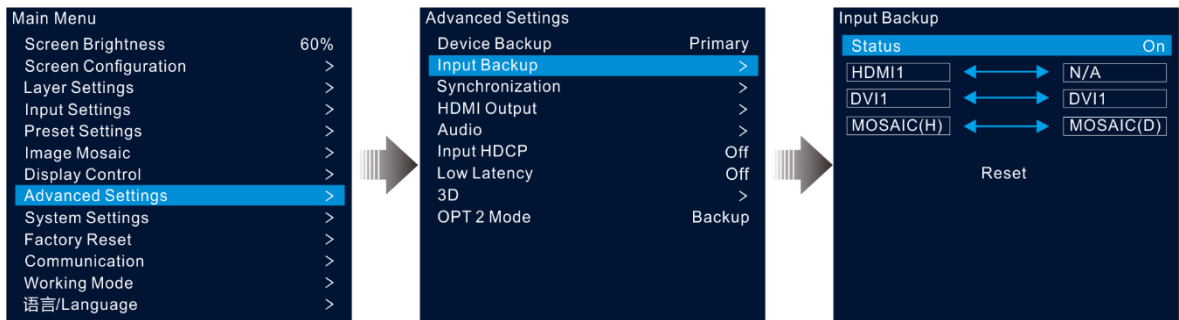 Main Menu
Screen Brightness 60%
Screen Configuration >
Layer Settings >
Input Settings >
Preset Settings >
Image Mosaic >
Display Control >
Advanced Settings >
System Settings >
Factory Reset >
Communication >
Working Mode >
语言/Language >
Advanced Settings
Device Backup Primary
Input Backup >
Synchronization >
HDMI Output >
Audio >
Input HDCP Off
Low Latency Off
3D >
OPT 2 Mode Backup
Input Backup
Status On
HDMI1 N/A
DVI1 DVI1
MOSAIC(H) MOSAIC(D)
Reset